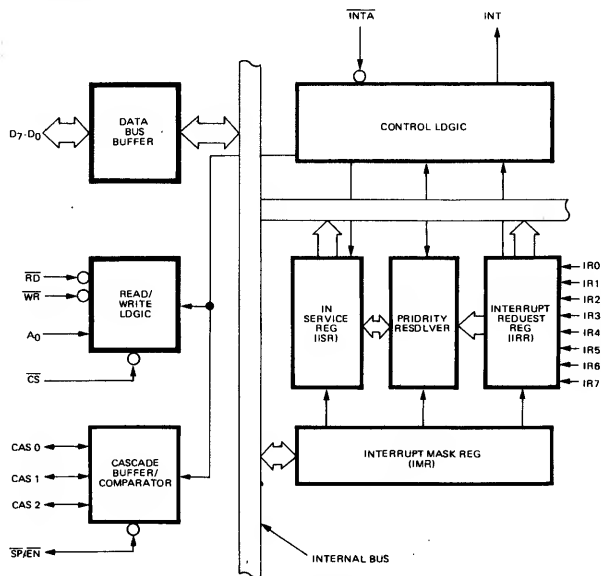 INTA
INT
DATA
BUS
BUFFER
D7-D0
CONTROL LDGIC
RD
WR
A0
CS
READ/
WRITE
LOGIC
IN
SERVICE
REG
(ISR)
PRIDRITY
RESDLVER
INTERRUPT
REDUEST
REG
(IRR)
IR0
IR1
IR2
IR3
IR4
IR5
IR6
IR7
CAS 0
CAS 1
CAS 2
SP/EN
CASCADE
BUFFER/
COMPARATOR
INTERRUPT MASK REG
(IMR)
INTERNAL BUS